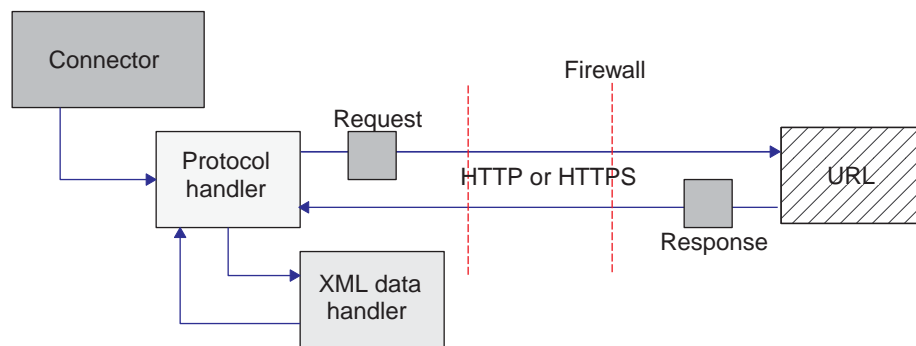 Connector
Firewall
Request
Protocol
handler
HTTP or HTTPS
URL
Response
XML data
handler